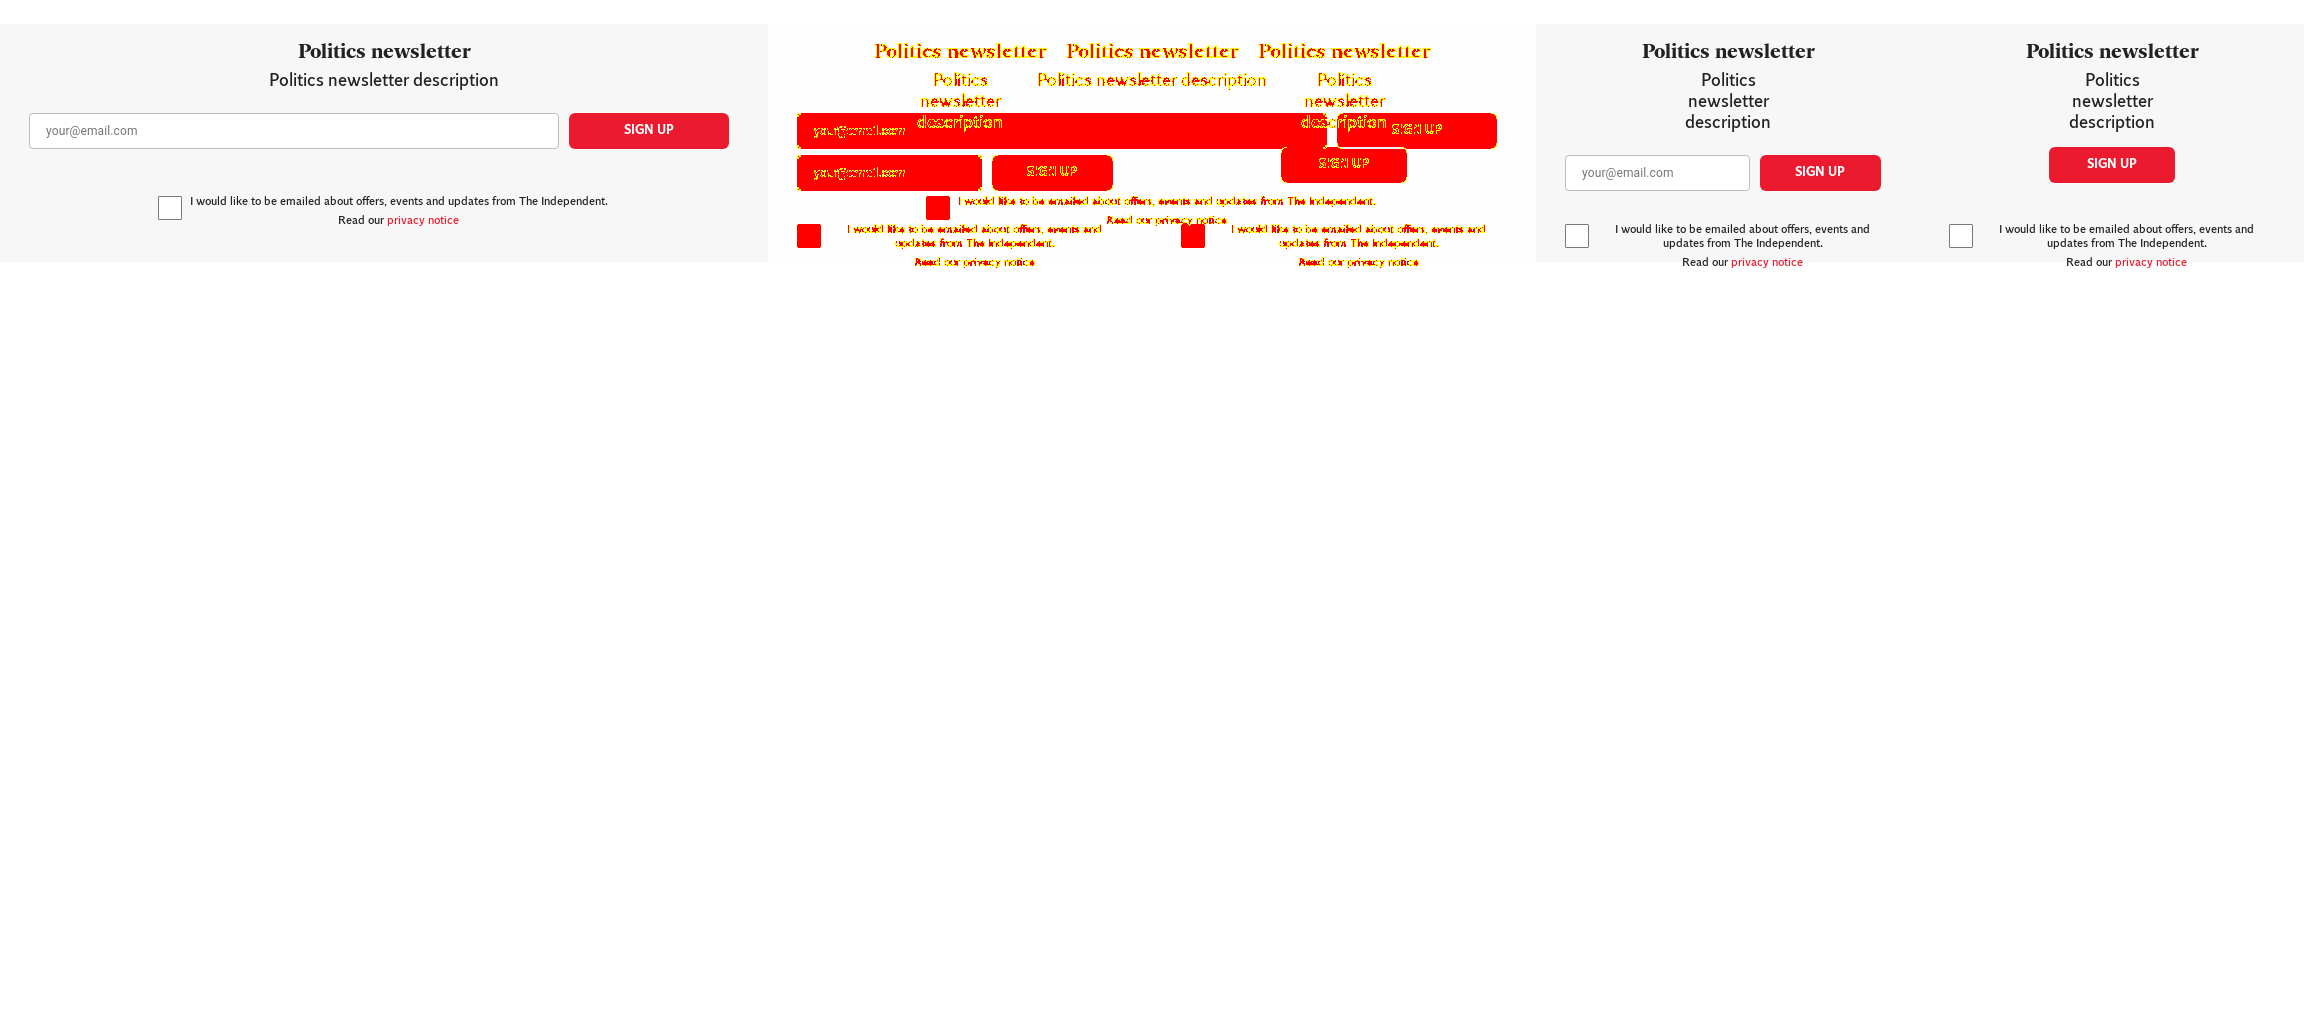 Politics newsletter
Politics newsletter description
your@email.com
SIGN UP
I would like to be emailed about offers, events and updates from The Independent.
Read our privacy notice
Politics newsletter Politics newsletter Politics newsletter
Politics
newsletter
description
Politics newsletter description
Politics
newsletter
description
your@email.com
SIGN UP
your@email.com
SIGN UP
SIGN UP
I would like to be emailed about offers, events and updates from The Independent.
Read our privacy notice
I would like to be emailed about offers, events and
updates from The Independent.
Read our privacy notice
I would like to be emailed about offers, events and
updates from The Independent.
Read our privacy notice
Politics newsletter
Politics
newsletter
description
your@email.com
SIGN UP
I would like to be emailed about offers, events and
updates from The Independent.
Read our privacy notice
Politics newsletter
Politics
newsletter
description
SIGN UP
I would like to be emailed about offers, events and
updates from The Independent.
Read our privacy notice